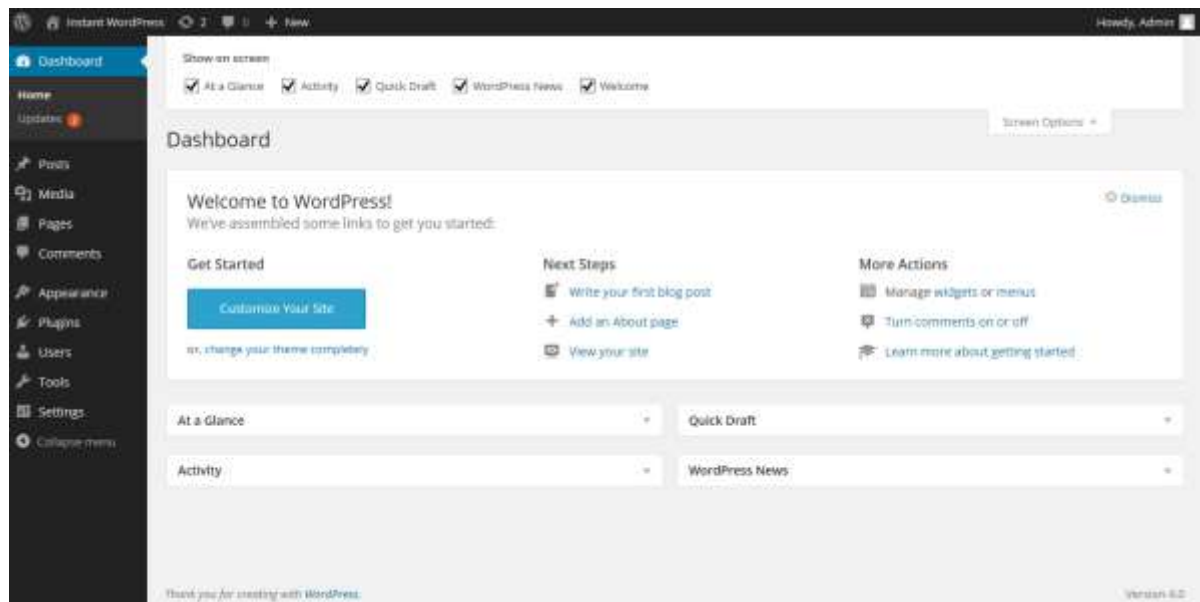 Instant WordPress 2 New Howdy, Admin
Dashboard
Home
Updates
Posts
Media
Pages
Comments
Appearance
Plugins
Users
Tools
Settings
Collapse menu
Show on screen
At a Glance Activity Quick Draft WordPress News Welcome
Screen Options
Dashboard
Welcome to WordPress!
We've assembled some links to get you started:
Dismiss
Get Started
Customize Your Site
or, change your theme completely
Next Steps
Write your first blog post
Add an About page
View your site
More Actions
Manage widgets or menus
Turn comments on or off
Learn more about getting started
At a Glance
Quick Draft
Activity
WordPress News
Thank you for creating with WordPress.
Version 4.0